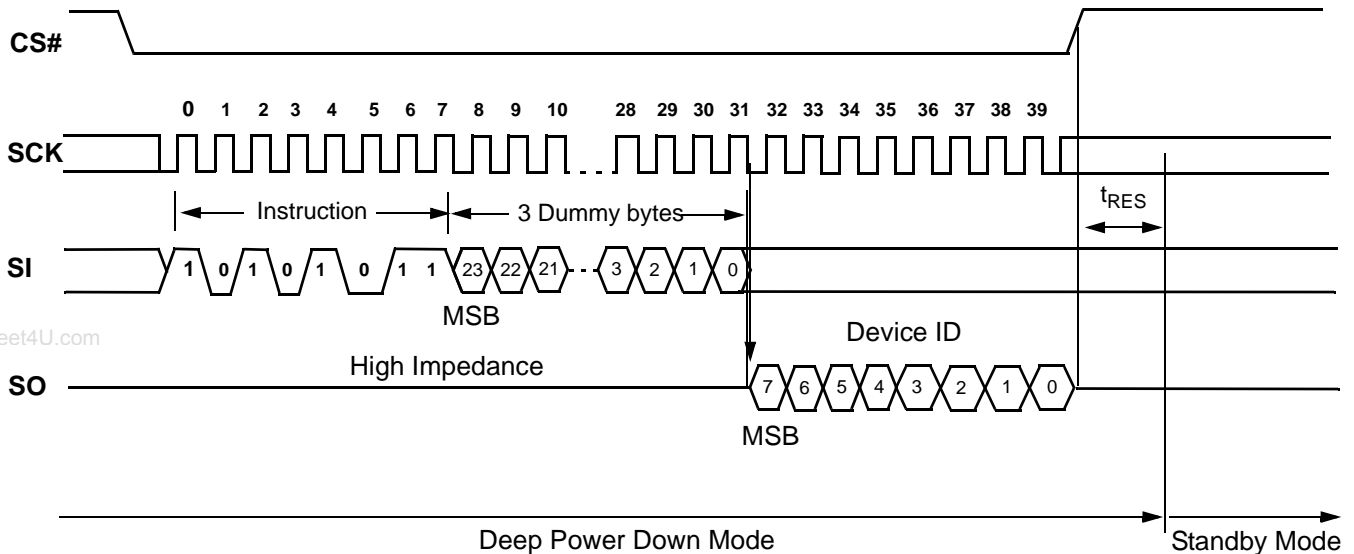 CS#
0 1 2 3 4 5 6 7 8 9 10 28 29 30 31 32 33 34 35 36 37 38 39
SCK
tRES
Instruction 3 Dummy bytes
SI 1 0 1 0 1 0 1 1 23 22 21 3 2 1 0
MSB
eet4U.com
Device ID
High Impedance
SO 7 6 5 4 3 2 1 0
MSB
Deep Power Down Mode Standby Mode